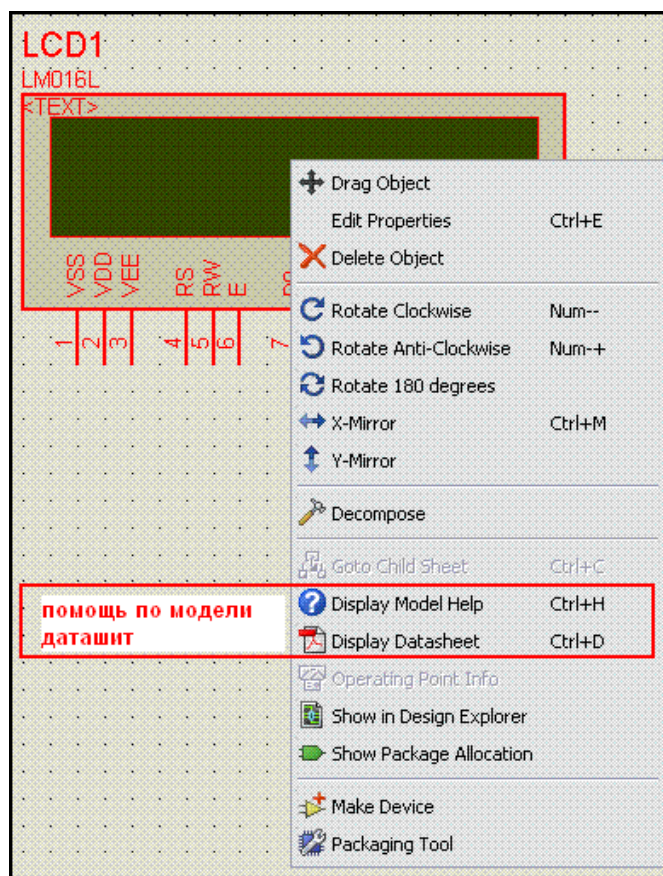 LCD1
LM016L
<TEXT>
VSS VDD VEE RS RW E
1 2 3 4 5 6 7
Drag Object
Edit Properties Ctrl+E
Delete Object
Rotate Clockwise Num--
Rotate Anti-Clockwise Num-+
Rotate 180 degrees
X-Mirror Ctrl+M
Y-Mirror
Decompose
Goto Child Sheet Ctrl+C
помощь по модели
даташит
Display Model Help Ctrl+H
Display Datasheet Ctrl+D
Operating Point Info
Show in Design Explorer
Show Package Allocation
Make Device
Packaging Tool